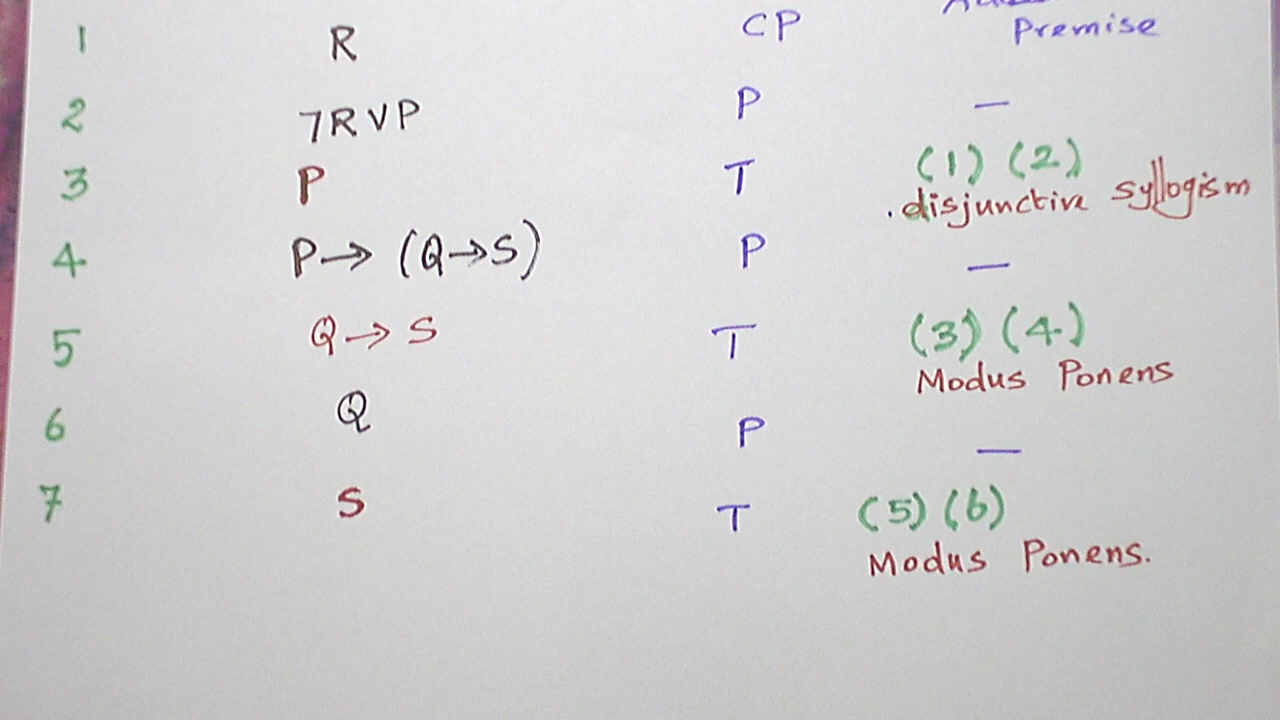 1 R CP Premise
2 ⅂R V P P —
3 P T (1) (2)
.disjunctive syllogism
4 P→ (Q→S) P —
5 Q→ S T (3) (4)
Modus Ponens
6 Q P —
7 S T (5) (6)
Modus Ponens.